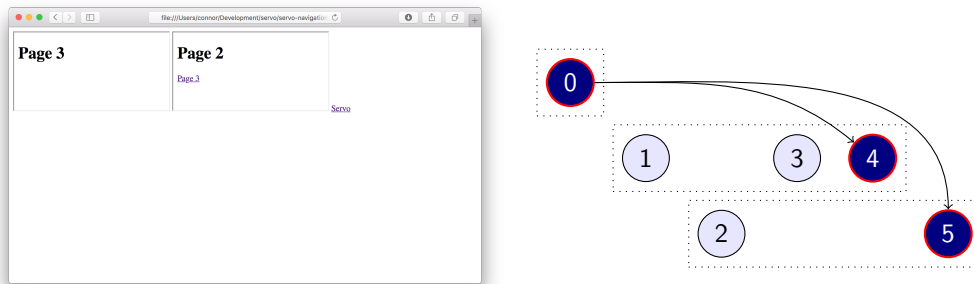 file:///Users/connor/Development/servo/servo-navigation
Page 3
Page 2
Page 3
Servo
0
1
3
4
2
5